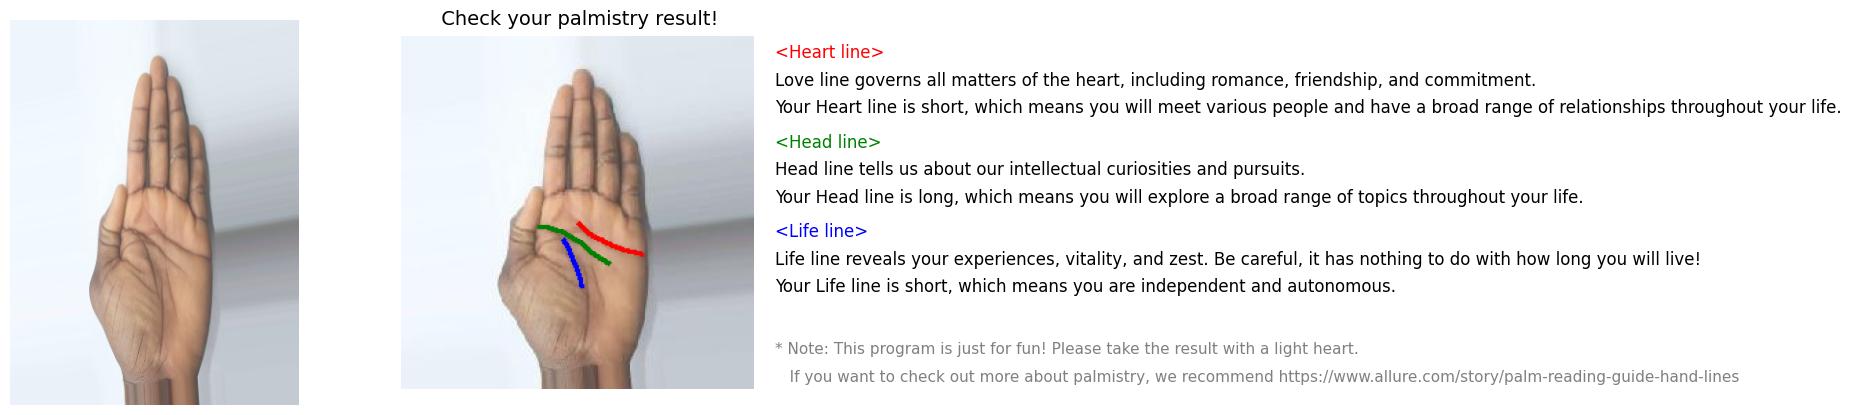 Check your palmistry result!
<Heart line>
Love line governs all matters of the heart, including romance, friendship, and commitment.
Your Heart line is short, which means you will meet various people and have a broad range of relationships throughout your life.
<Head line>
Head line tells us about our intellectual curiosities and pursuits.
Your Head line is long, which means you will explore a broad range of topics throughout your life.
<Life line>
Life line reveals your experiences, vitality, and zest. Be careful, it has nothing to do with how long you will live!
Your Life line is short, which means you are independent and autonomous.
* Note: This program is just for fun! Please take the result with a light heart.
If you want to check out more about palmistry, we recommend https://www.allure.com/story/palm-reading-guide-hand-lines